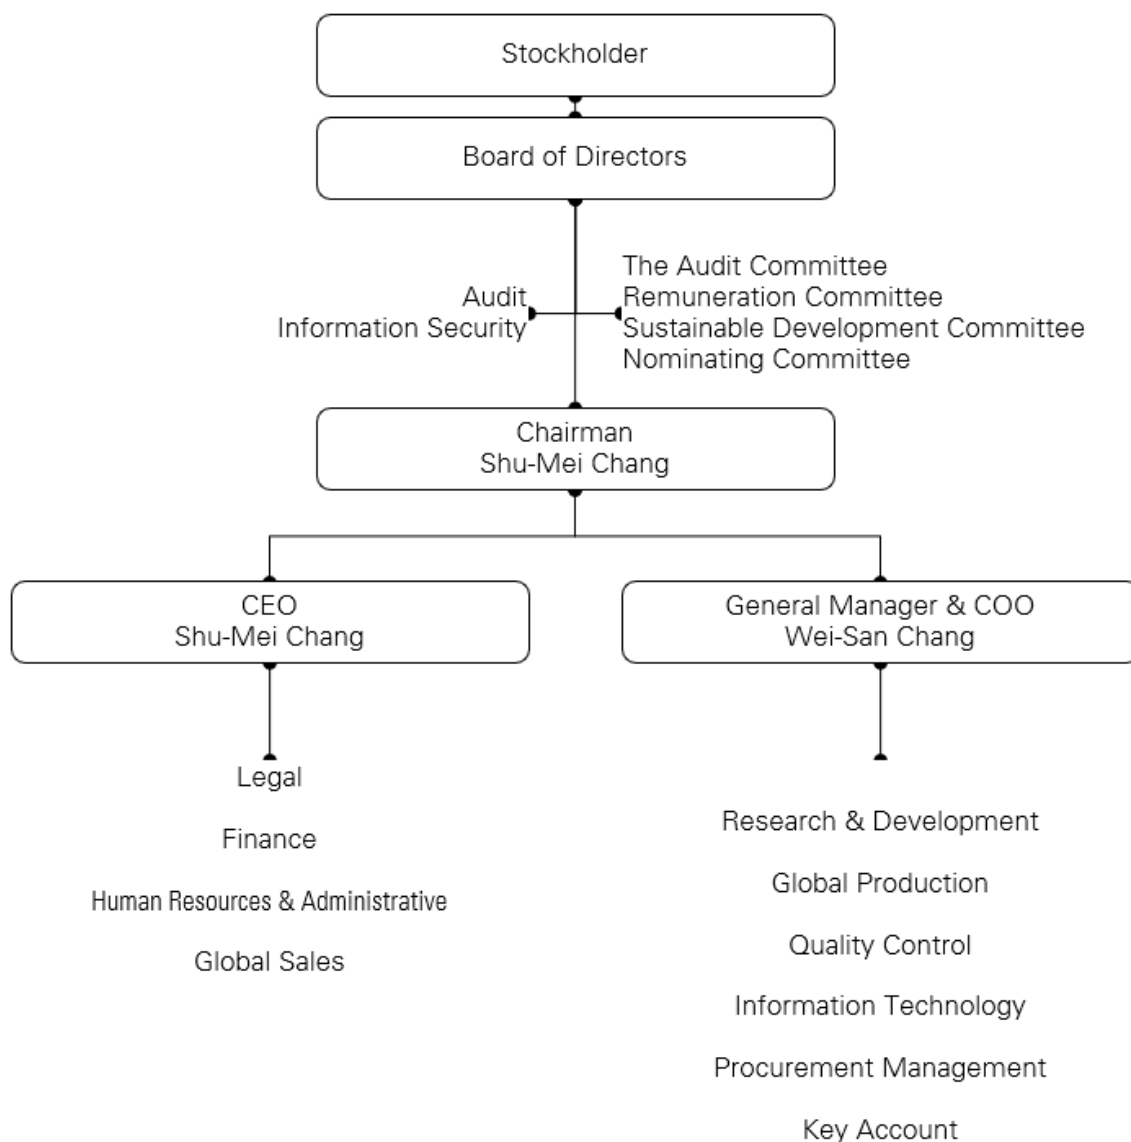 Stockholder
Board of Directors
Audit
Information Security
The Audit Committee
Remuneration Committee
Sustainable Development Committee
Nominating Committee
Chairman
Shu-Mei Chang
CEO
Shu-Mei Chang
General Manager & COO
Wei-San Chang
Legal
Finance
Human Resources & Administrative
Global Sales
Research & Development
Global Production
Quality Control
Information Technology
Procurement Management
Key Account